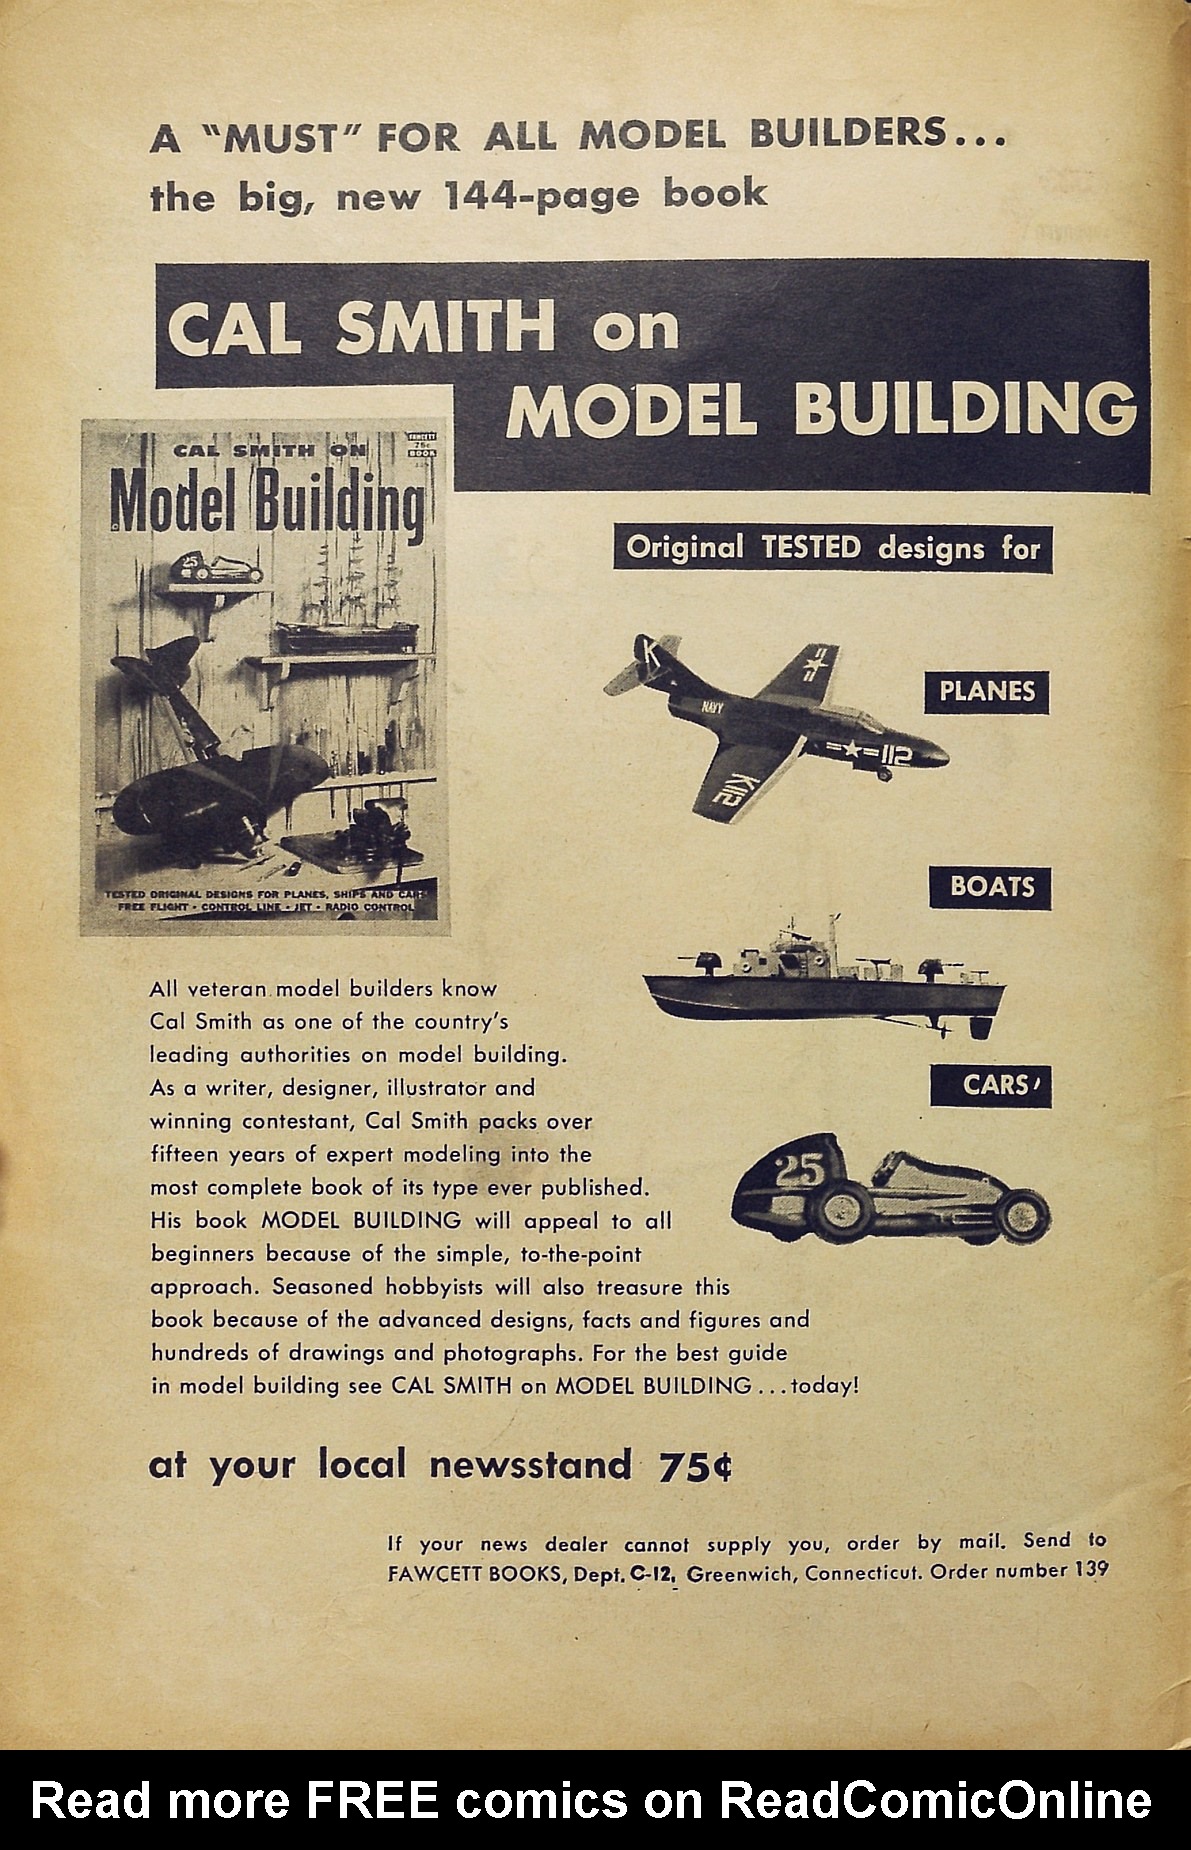 A "MUST" FOR ALL MODEL BUILDERS...
the big, new 144-page book
CAL SMITH on
MODEL BUILDING
CAL SMITH ON
FAWCETT
75¢
BOOK
Model Building
25
TESTED ORIGINAL DESIGNS FOR PLANES, SHIPS AND CARS
FREE FLIGHT • CONTROL LINE • JET • RADIO CONTROL
Original TESTED designs for
PLANES
K
NAVY
112
K112
BOATS
CARS
25
All veteran model builders know
Cal Smith as one of the country's
leading authorities on model building.
As a writer, designer, illustrator and
winning contestant, Cal Smith packs over
fifteen years of expert modeling into the
most complete book of its type ever published.
His book MODEL BUILDING will appeal to all
beginners because of the simple, to-the-point
approach. Seasoned hobbyists will also treasure this
book because of the advanced designs, facts and figures and
hundreds of drawings and photographs. For the best guide
in model building see CAL SMITH on MODEL BUILDING...today!
at your local newsstand 75¢
If your news dealer cannot supply you, order by mail. Send to
FAWCETT BOOKS, Dept. C-12, Greenwich, Connecticut. Order number 139
Read more FREE comics on ReadComicOnline